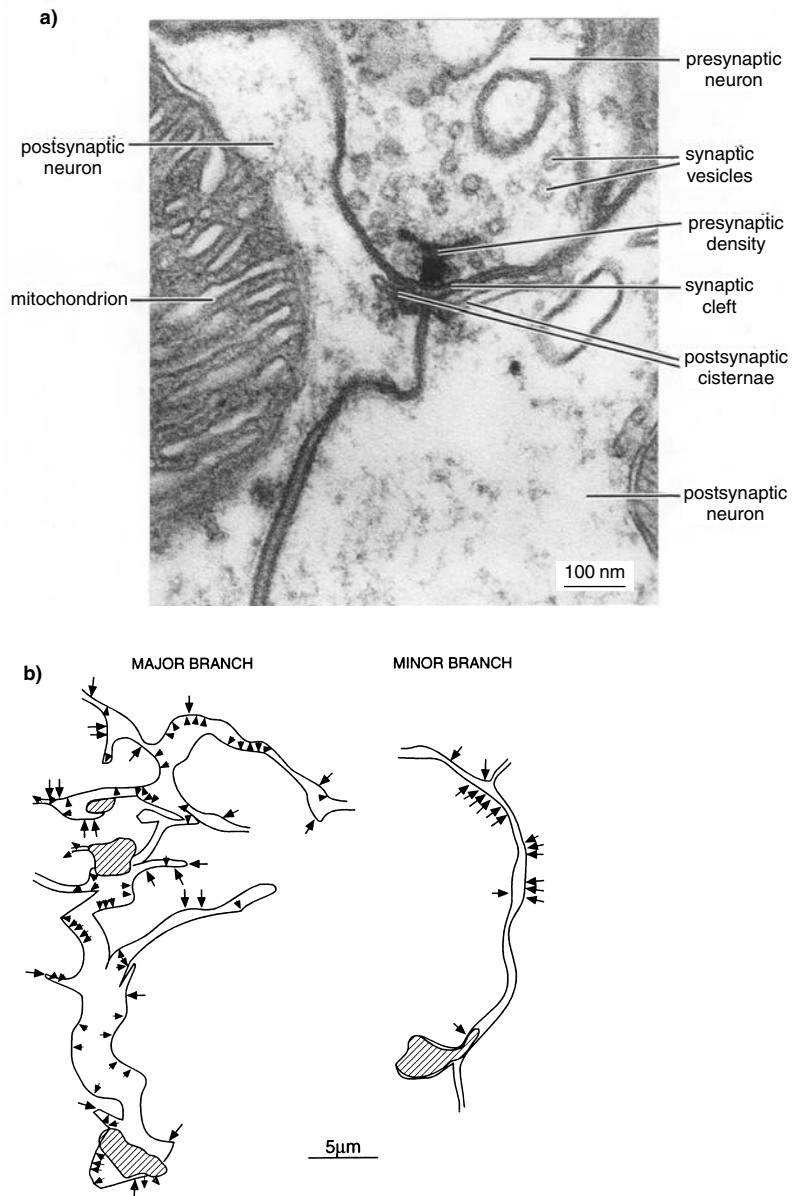 a)
presynaptic
neuron
postsynaptic
neuron
synaptic
vesicles
presynaptic
density
mitochondrion
synaptic
cleft
postsynaptic
cisternae
postsynaptic
neuron
100 nm
b)
MAJOR BRANCH
MINOR BRANCH
5μm